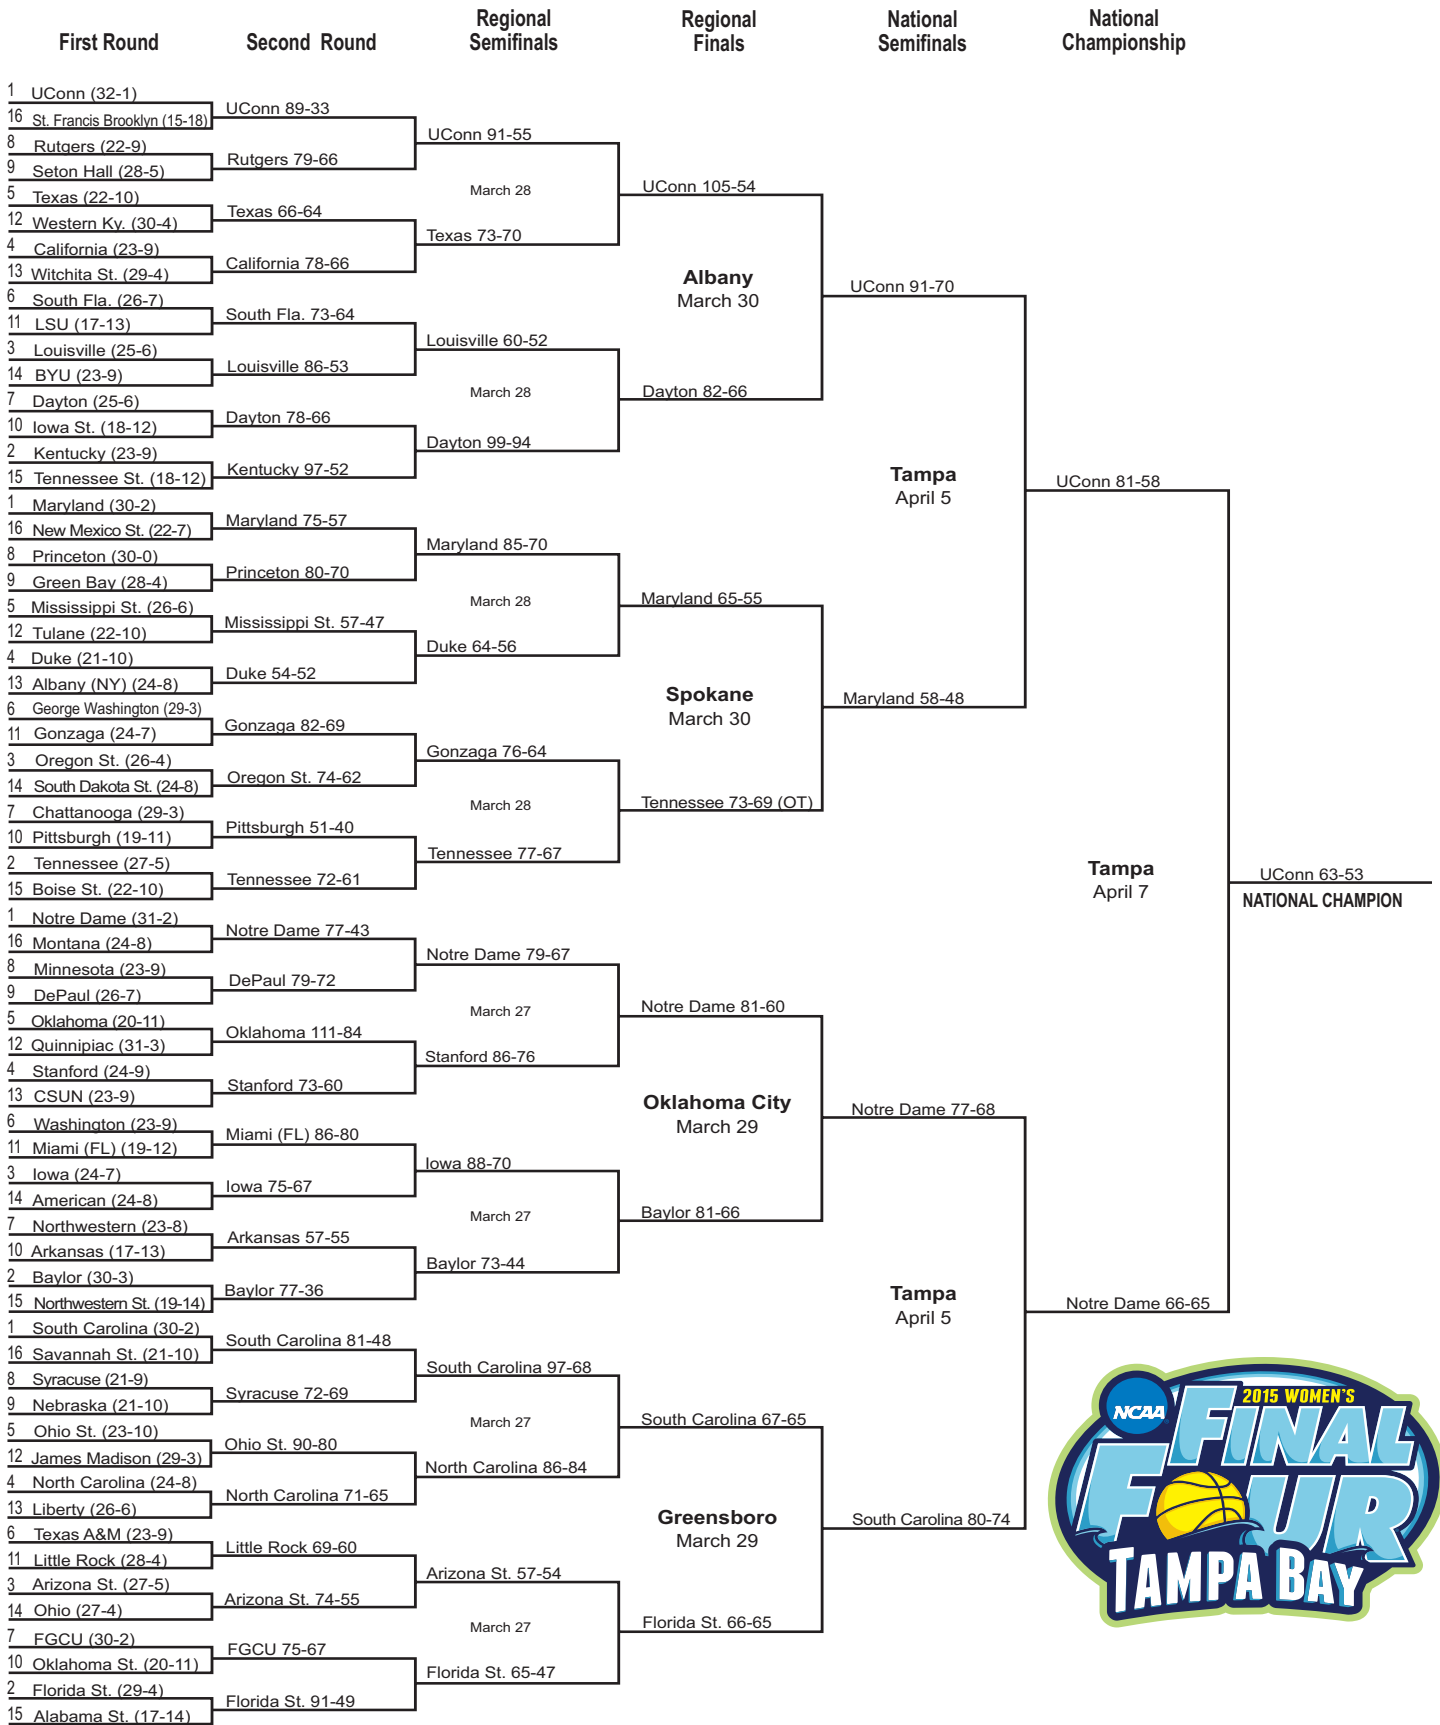 First Round
Second Round
Regional
Semifinals
Regional
Finals
National
Semifinals
National
Championship
1 UConn (32-1)
16 St. Francis Brooklyn (15-18)
8 Rutgers (22-9)
9 Seton Hall (28-5)
5 Texas (22-10)
12 Western Ky. (30-4)
4 California (23-9)
13 Witchita St. (29-4)
6 South Fla. (26-7)
11 LSU (17-13)
3 Louisville (25-6)
14 BYU (23-9)
7 Dayton (25-6)
10 Iowa St. (18-12)
2 Kentucky (23-9)
15 Tennessee St. (18-12)
1 Maryland (30-2)
16 New Mexico St. (22-7)
8 Princeton (30-0)
9 Green Bay (28-4)
5 Mississippi St. (26-6)
12 Tulane (22-10)
4 Duke (21-10)
13 Albany (NY) (24-8)
6 George Washington (29-3)
11 Gonzaga (24-7)
3 Oregon St. (26-4)
14 South Dakota St. (24-8)
7 Chattanooga (29-3)
10 Pittsburgh (19-11)
2 Tennessee (27-5)
15 Boise St. (22-10)
1 Notre Dame (31-2)
16 Montana (24-8)
8 Minnesota (23-9)
9 DePaul (26-7)
5 Oklahoma (20-11)
12 Quinnipiac (31-3)
4 Stanford (24-9)
13 CSUN (23-9)
6 Washington (23-9)
11 Miami (FL) (19-12)
3 Iowa (24-7)
14 American (24-8)
7 Northwestern (23-8)
10 Arkansas (17-13)
2 Baylor (30-3)
15 Northwestern St. (19-14)
1 South Carolina (30-2)
16 Savannah St. (21-10)
8 Syracuse (21-9)
9 Nebraska (21-10)
5 Ohio St. (23-10)
12 James Madison (29-3)
4 North Carolina (24-8)
13 Liberty (26-6)
6 Texas A&M (23-9)
11 Little Rock (28-4)
3 Arizona St. (27-5)
14 Ohio (27-4)
7 FGCU (30-2)
10 Oklahoma St. (20-11)
2 Florida St. (29-4)
15 Alabama St. (17-14)
UConn 89-33
Rutgers 79-66
Texas 66-64
California 78-66
South Fla. 73-64
Louisville 86-53
Dayton 78-66
Kentucky 97-52
Maryland 75-57
Princeton 80-70
Mississippi St. 57-47
Duke 54-52
Gonzaga 82-69
Oregon St. 74-62
Pittsburgh 51-40
Tennessee 72-61
Notre Dame 77-43
DePaul 79-72
Oklahoma 111-84
Stanford 73-60
Miami (FL) 86-80
Iowa 75-67
Arkansas 57-55
Baylor 77-36
South Carolina 81-48
Syracuse 72-69
Ohio St. 90-80
North Carolina 71-65
Little Rock 69-60
Arizona St. 74-55
FGCU 75-67
Florida St. 91-49
UConn 91-55
March 28
Texas 73-70
Louisville 60-52
March 28
Dayton 99-94
Maryland 85-70
March 28
Duke 64-56
Gonzaga 76-64
March 28
Tennessee 77-67
Notre Dame 79-67
March 27
Stanford 86-76
Iowa 88-70
March 27
Baylor 73-44
South Carolina 97-68
March 27
North Carolina 86-84
Arizona St. 57-54
March 27
Florida St. 65-47
UConn 105-54
Albany
March 30
Dayton 82-66
Maryland 65-55
Spokane
March 30
Tennessee 73-69 (OT)
Notre Dame 81-60
Oklahoma City
March 29
Baylor 81-66
South Carolina 67-65
Greensboro
March 29
Florida St. 66-65
UConn 91-70
Tampa
April 5
Maryland 58-48
Notre Dame 77-68
Tampa
April 5
South Carolina 80-74
UConn 81-58
Tampa
April 7
Notre Dame 66-65
UConn 63-53
NATIONAL CHAMPION
NCAA
2015 WOMEN'S
FINAL
FOUR
TAMPA BAY